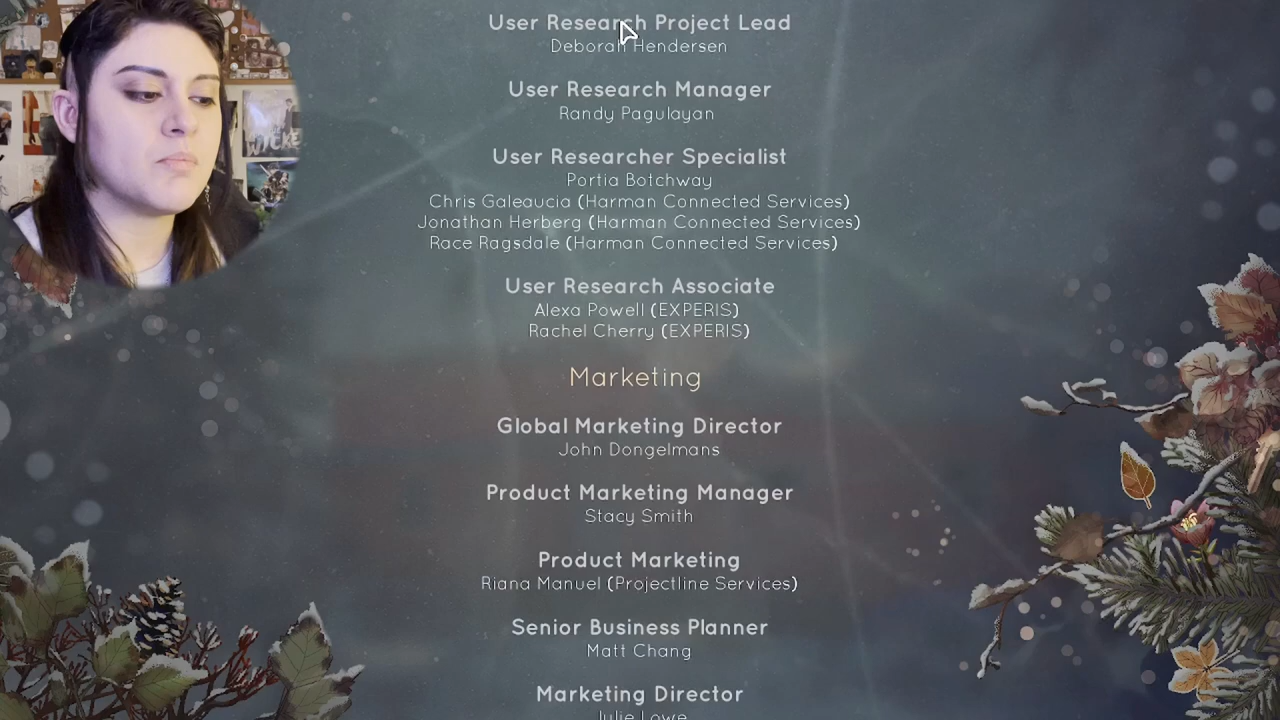 User Research Project Lead
Deborah Hendersen
User Research Manager
Randy Pagulayan
User Researcher Specialist
Portia Botchway
Chris Galeaucia (Harman Connected Services)
Jonathan Herberg (Harman Connected Services)
Race Ragsdale (Harman Connected Services)
User Research Associate
Alexa Powell (EXPERIS)
Rachel Cherry (EXPERIS)
Marketing
Global Marketing Director
John Dongelmans
Product Marketing Manager
Stacy Smith
Product Marketing
Riana Manuel (Projectline Services)
Senior Business Planner
Matt Chang
Marketing Director
Julie Lowe